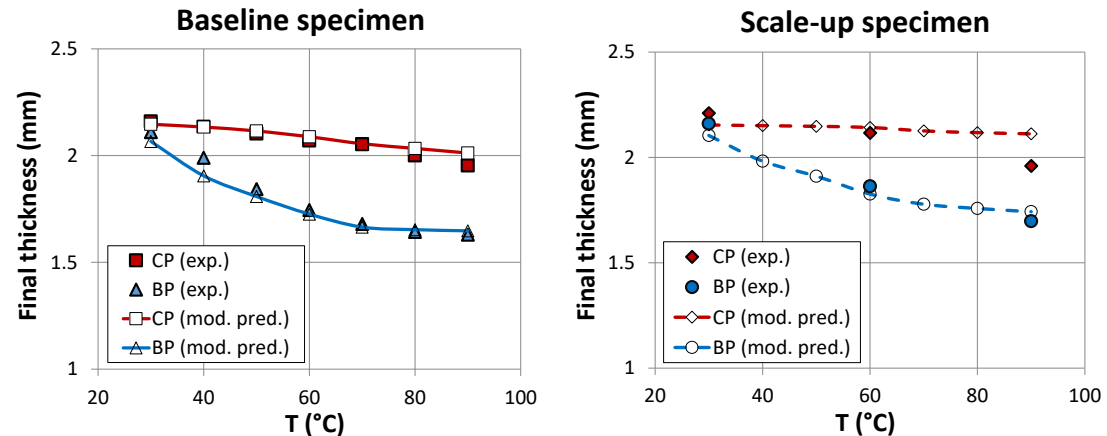 Baseline specimen
Final thickness (mm)
2.5
2
1.5
1
CP (exp.)
BP (exp.)
CP (mod. pred.)
BP (mod. pred.)
20 40 60 80 100
T (°C)
Scale-up specimen
Final thickness (mm)
2.5
2
1.5
1
CP (exp.)
BP (exp.)
CP (mod. pred.)
BP (mod. pred.)
20 40 60 80 100
T (°C)